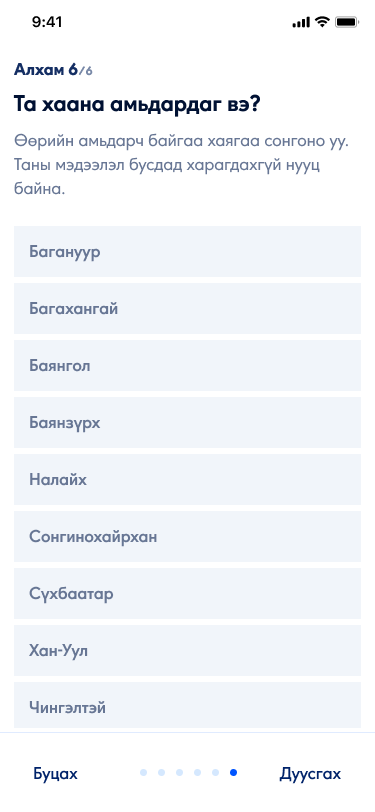 9:41
Алхам 6/6
Та хаана амьдардаг вэ?
Өөрийн амьдарч байгаа хаягаа сонгоно уу.
Таны мэдээлэл бусдад харагдахгүй нууц
байна.
Багануур
Багахангай
Баянгол
Баянзүрх
Налайх
Сонгинохайрхан
Сүхбаатар
Хан-Уул
Чингэлтэй
Буцах
Дуусгах